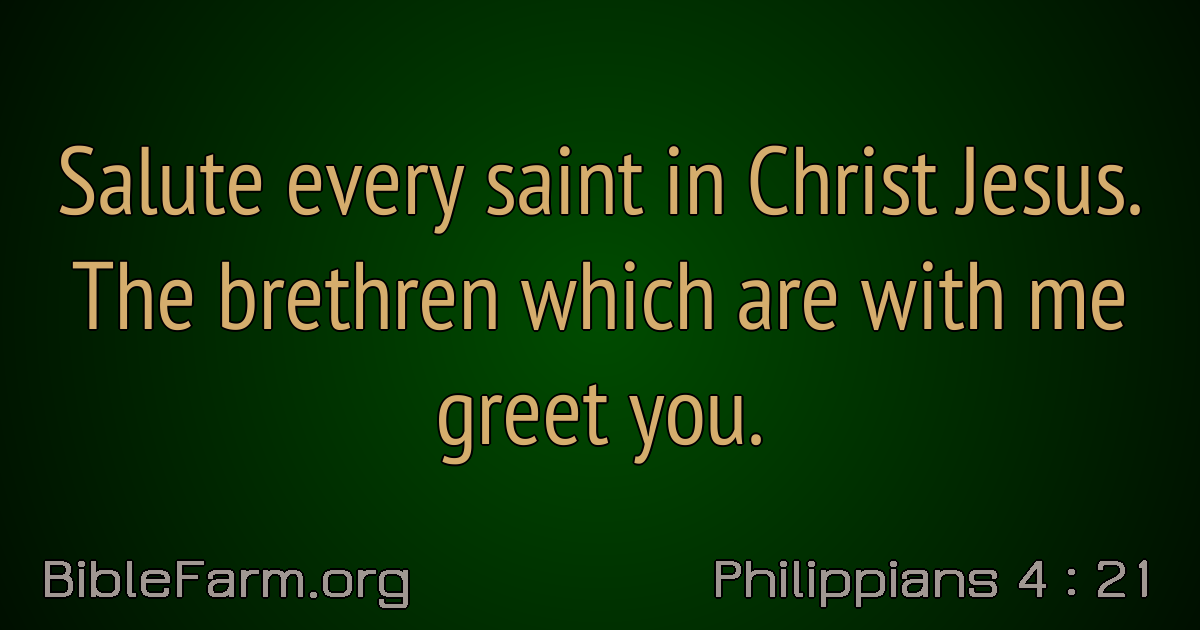 Salute every saint in Christ Jesus.
The brethren which are with me
greet you.
BibleFarm.org
Philippians 4 : 21